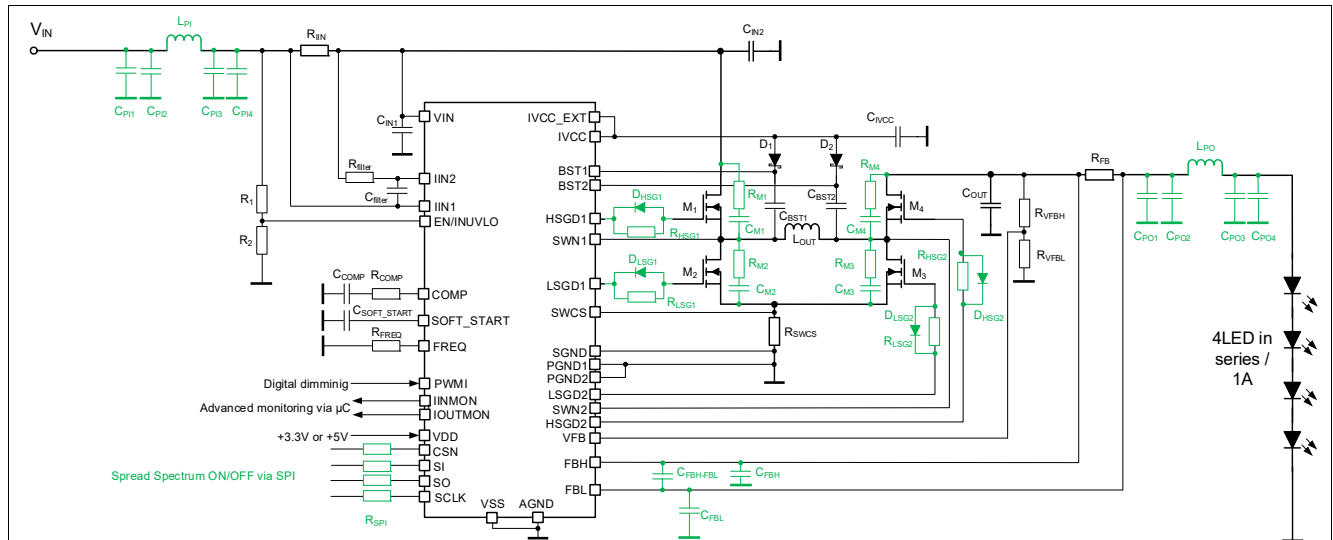 VIN
LPI
RIIN
CIN2
CPI1
CPI2
CPI3
CPI4
CIN1
VIN
IVCC_EXT
IVCC
CIVCC
D1
D2
BST1
BST2
Rfilter
Cfilter
IIN2
IIN1
EN/INUVLO
R1
R2
HSGD1
SWN1
LSGD1
SWCS
SGND
PGND1
PGND2
LSGD2
SWN2
HSGD2
VFB
FBH
FBL
DHSG1
RHSG1
M1
RM1
CM1
CBST1
CBST2
LOUT
RM4
CM4
M4
COUT
RVFBH
RVFBL
RFB
LPO
CPO1
CPO2
CPO3
CPO4
DLSG1
RLSG1
M2
RM2
CM2
RM3
CM3
M3
RHSG2
DHSG2
DLSG2
RLSG2
RSWCS
CCOMP
RCOMP
COMP
CSOFT_START
SOFT_START
RFREQ
FREQ
Digital dimminig
PWMI
IINMON
Advanced monitoring via µC
IOUTMON
+3.3V or +5V
VDD
CSN
SI
Spread Spectrum ON/OFF via SPI
SO
SCLK
RSPI
VSS
AGND
CFBH-FBL
CFBH
CFBL
4LED in
series /
1A